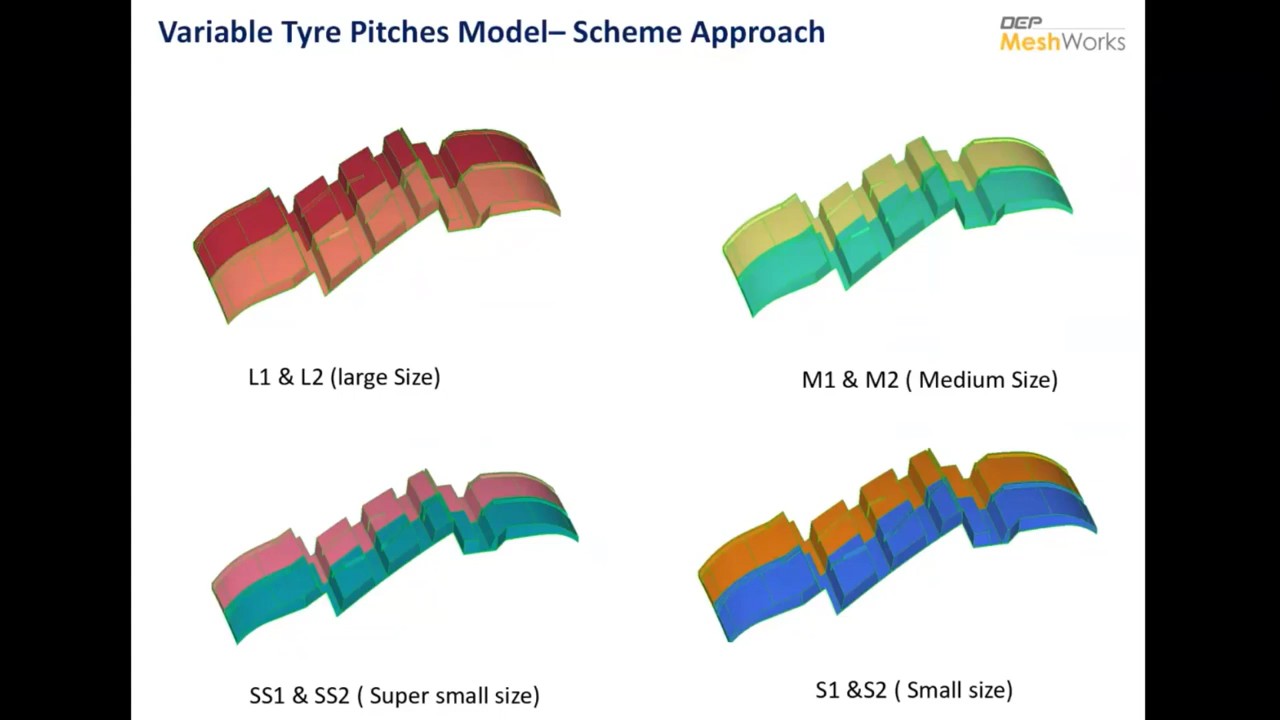 Variable Tyre Pitches Model– Scheme Approach
DEP
MeshWorks
L1 & L2 (large Size)
M1 & M2 ( Medium Size)
SS1 & SS2 ( Super small size)
S1 &S2 ( Small size)